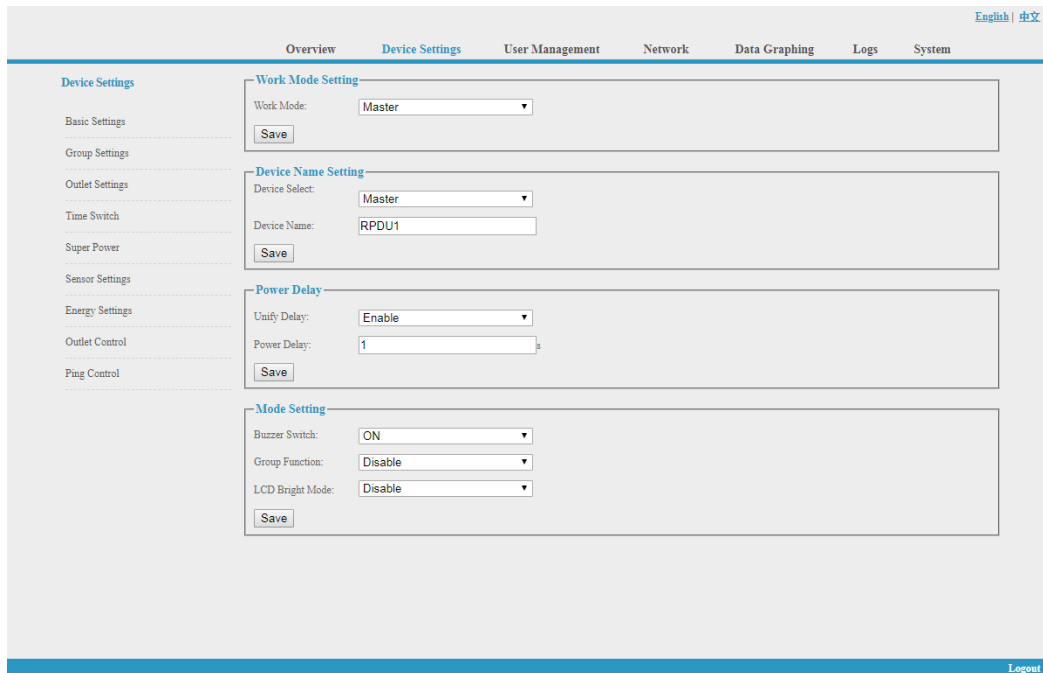 English | 中文
Overview Device Settings User Management Network Data Graphing Logs System
Device Settings
Basic Settings
Group Settings
Outlet Settings
Time Switch
Super Power
Sensor Settings
Energy Settings
Outlet Control
Ping Control
Work Mode Setting
Work Mode: Master
Save
Device Name Setting
Device Select: Master
Device Name: RPDU1
Save
Power Delay
Unify Delay: Enable
Power Delay: 1 s
Save
Mode Setting
Buzzer Switch: ON
Group Function: Disable
LCD Bright Mode: Disable
Save
Logout